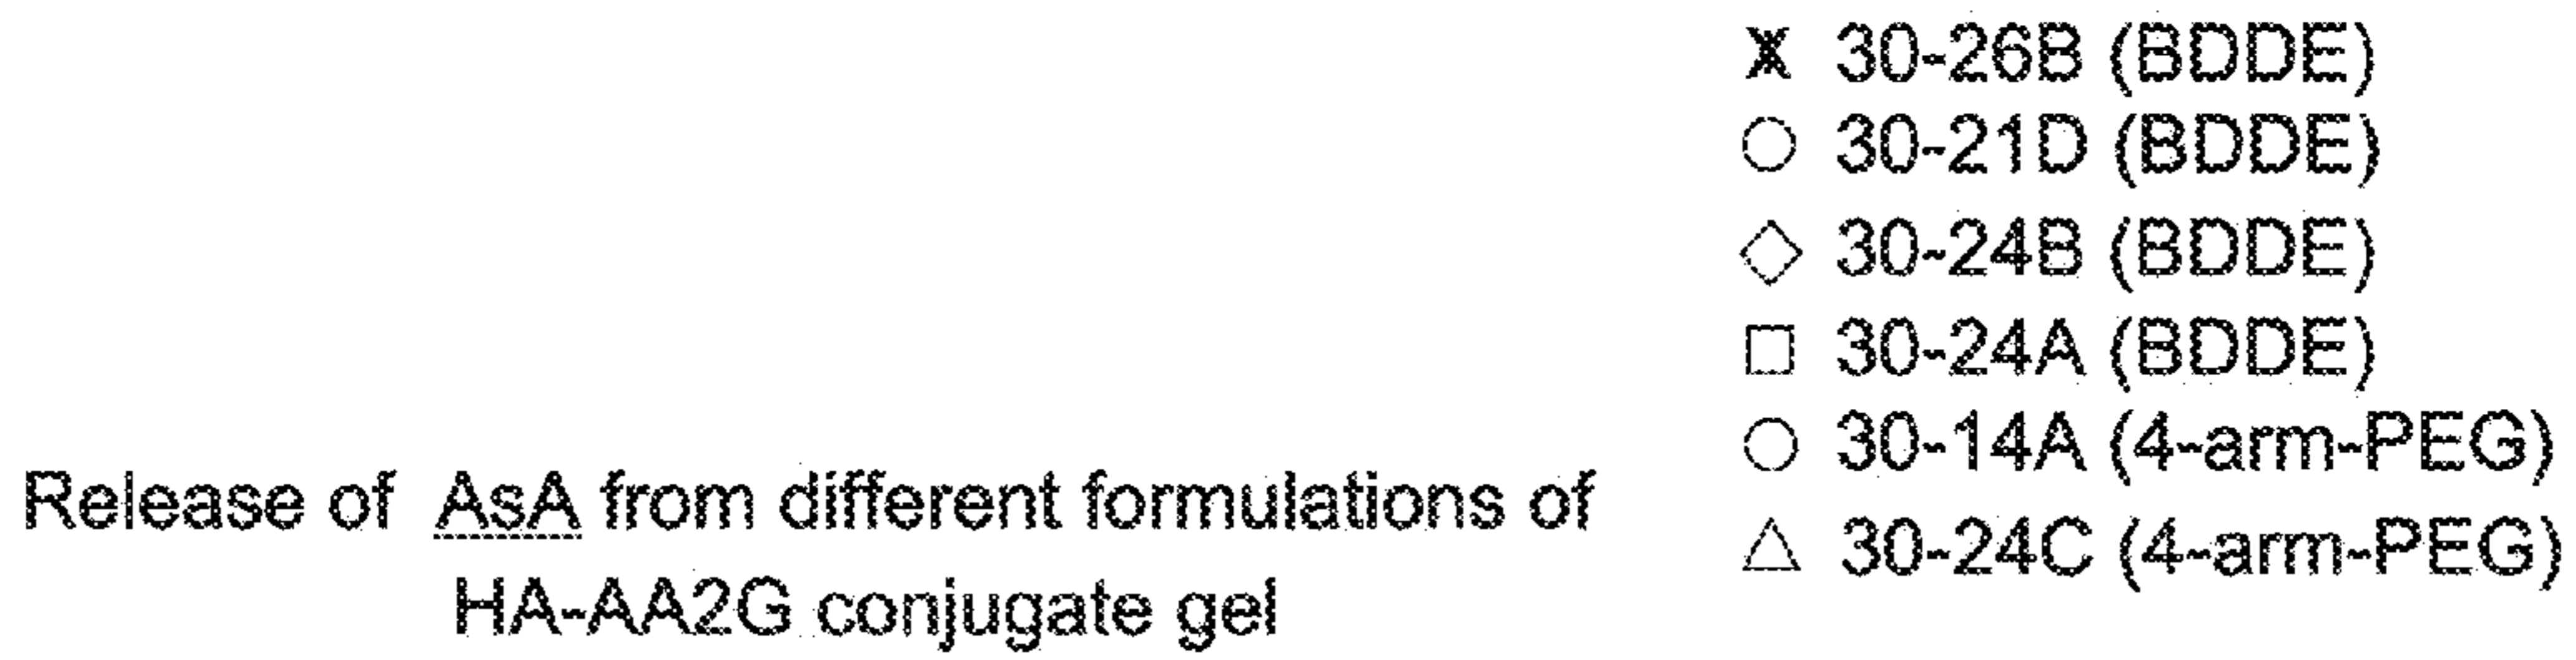 30-26B (BDDE)
30-21D (BDDE)
30-24B (BDDE)
30-24A (BDDE)
30-14A (4-arm-PEG)
30-24C (4-arm-PEG)
Release of AsA from different formulations of
HA-AA2G conjugate gel